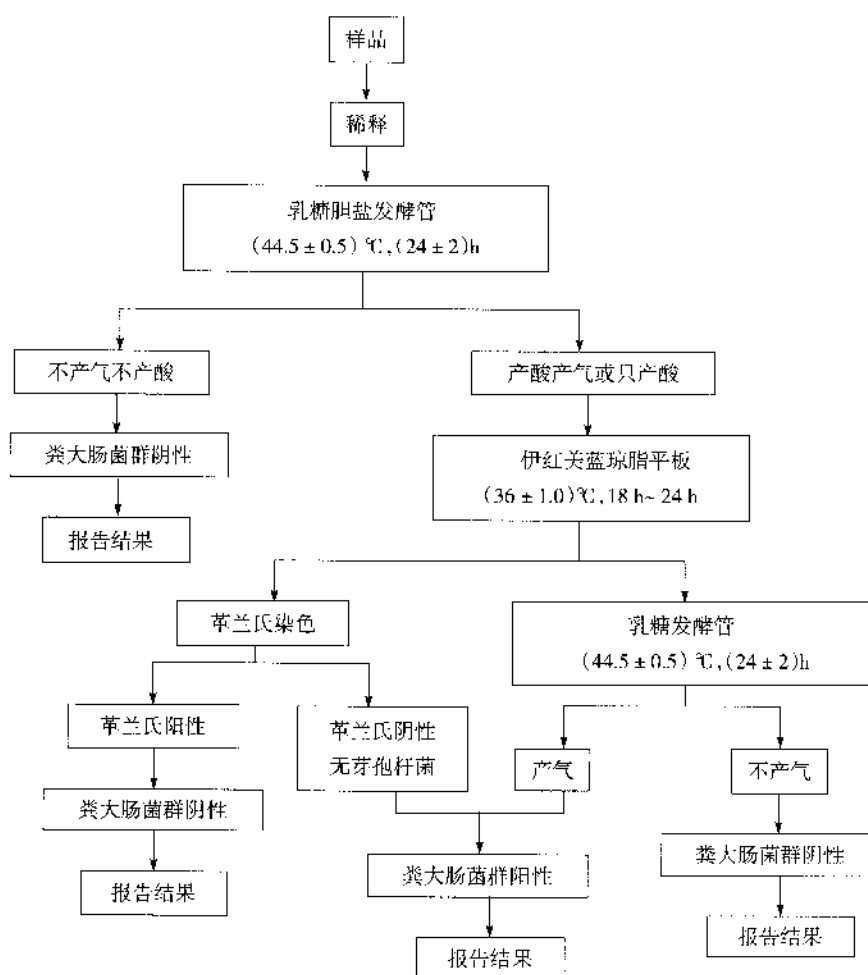 样品
稀释
乳糖胆盐发酵管
(44.5±0.5)℃,(24±2)h
不产气不产酸
产酸产气或只产酸
粪大肠菌群阴性
伊红美蓝琼脂平板
(36±1.0)℃,18 h~24 h
报告结果
革兰氏染色
乳糖发酵管
(44.5±0.5)℃,(24±2)h
革兰氏阳性
革兰氏阴性
无芽孢杆菌
产气
不产气
粪大肠菌群阴性
粪大肠菌群阳性
粪大肠菌群阴性
报告结果
报告结果
报告结果